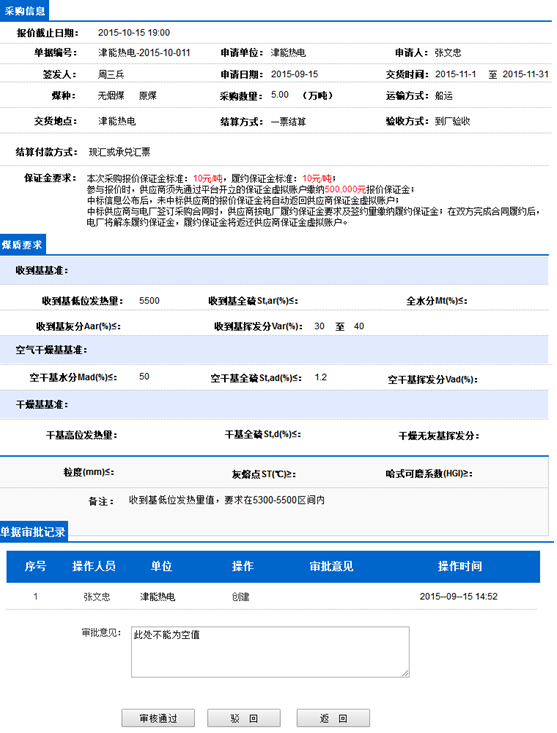 采购信息
报价截止日期： 2015-10-15 19:00
单据编号： 津能热电-2015-10-011 申请单位： 津能热电 申请人： 张文忠
签发人： 周三兵 申请日期： 2015-09-15 交货时间： 2015-11-1 至 2015-11-31
煤种： 无烟煤 原煤 采购数量： 5.00 （万吨） 运输方式： 船运
交货地点： 津能热电 结算方式： 一票结算 验收方式： 到厂验收
结算付款方式： 现汇或承兑汇票
保证金要求： 本次采购报价保证金标准：10元/吨，履约保证金标准：10元/吨；
参与报价时，供应商须先通过平台开立的保证金虚拟账户缴纳500,000元报价保证金；
中标信息公布后，未中标供应商的报价保证金将自动返回供应商保证金虚拟账户；
中标供应商与电厂签订采购合同时，供应商按电厂履约保证金要求及签约量缴纳履约保证金；在双方完成合同履约后，
电厂将解冻履约保证金，履约保证金将返还供应商保证金虚拟账户。
煤质要求
收到基基准：
收到基低位发热量： 5500 收到基全硫St,ar(%)≤： 全水分Mt(%)≤：
收到基灰分Aar(%)≤： 收到基挥发分Var(%)： 30 至 40
空气干燥基基准：
空干基水分Mad(%)≤： 50 空干基全硫St,ad(%)≤： 1.2 空干基挥发分Vad(%)：
干燥基基准：
干基高位发热量： 干基全硫St,d(%)≤： 干燥无灰基挥发分：
粒度(mm)≤： 灰熔点ST(℃)≥： 哈式可磨系数(HGI)≥：
备注： 收到基低位发热量值，要求在5300-5500区间内
单据审批记录
序号 操作人员 单位 操作 审批意见 操作时间
1 张文忠 津能热电 创建 2015--09--15 14:52
审批意见： 此处不能为空值
审核通过 驳 回 返 回